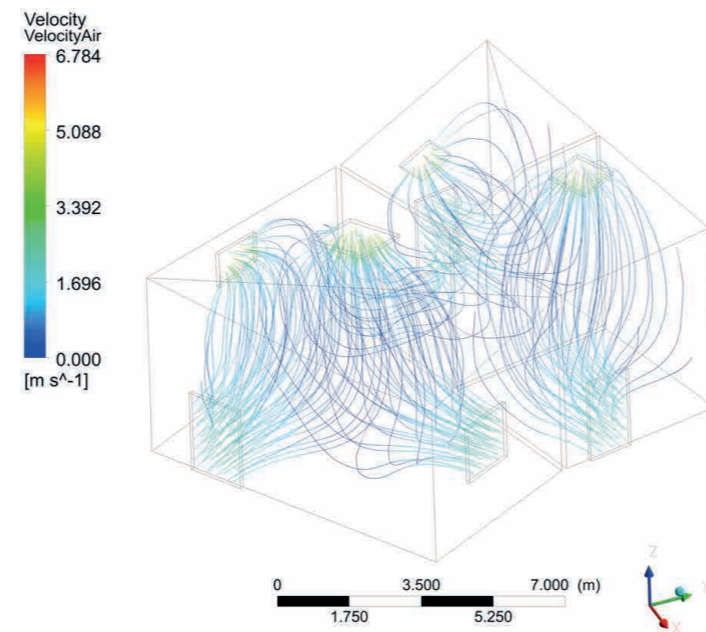 Velocity
VelocityAir
6.784
5.088
3.392
1.696
0.000
[m s^-1]
0 3.500 7.000 (m)
1.750 5.250
Z
Y
X